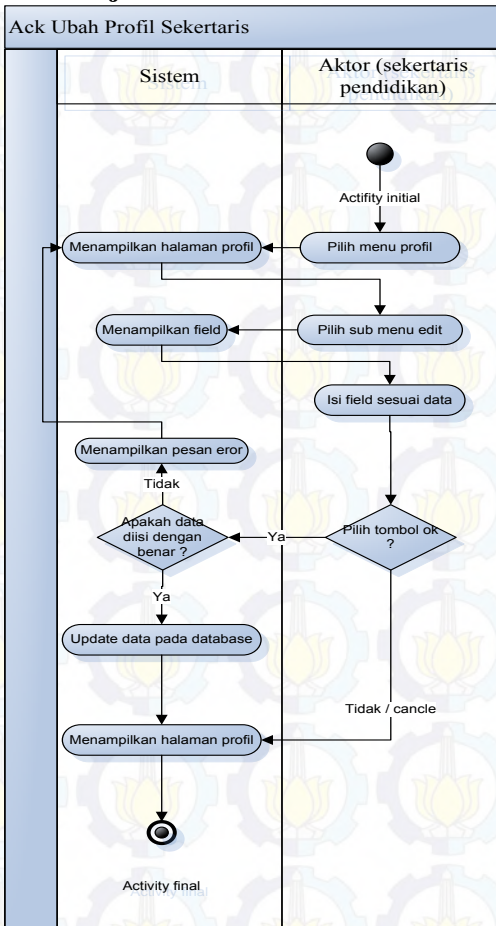 Ack Ubah Profil Sekertaris
Sistem
Aktor (sekertaris
pendidikan)
Actifity initial
Menampilkan halaman profil
Pilih menu profil
Menampilkan field
Pilih sub menu edit
Isi field sesuai data
Menampilkan pesan eror
Tidak
Apakah data
diisi dengan
benar ?
Ya
Pilih tombol ok
?
Ya
Update data pada database
Tidak / cancle
Menampilkan halaman profil
Activity final